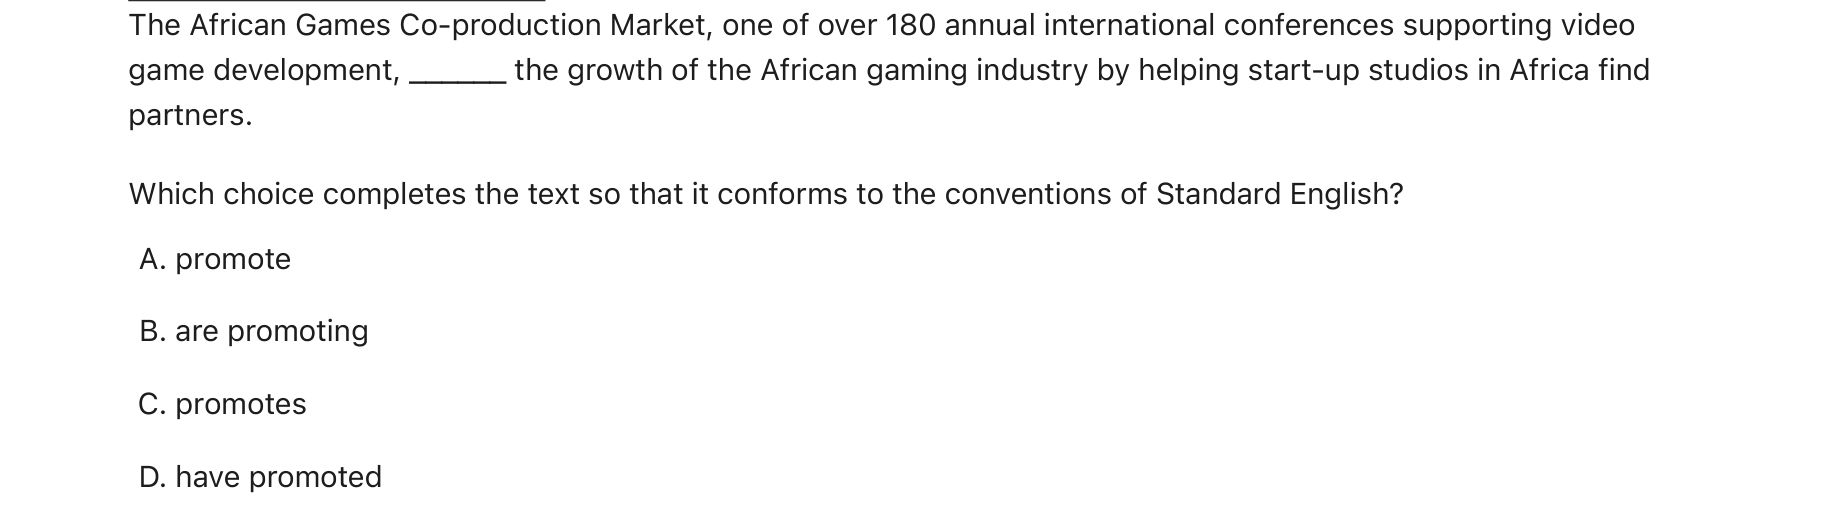 The African Games Co-production Market, one of over 180 annual international conferences supporting video
game development, ______ the growth of the African gaming industry by helping start-up studios in Africa find
partners.
Which choice completes the text so that it conforms to the conventions of Standard English?
A. promote
B. are promoting
C. promotes
D. have promoted